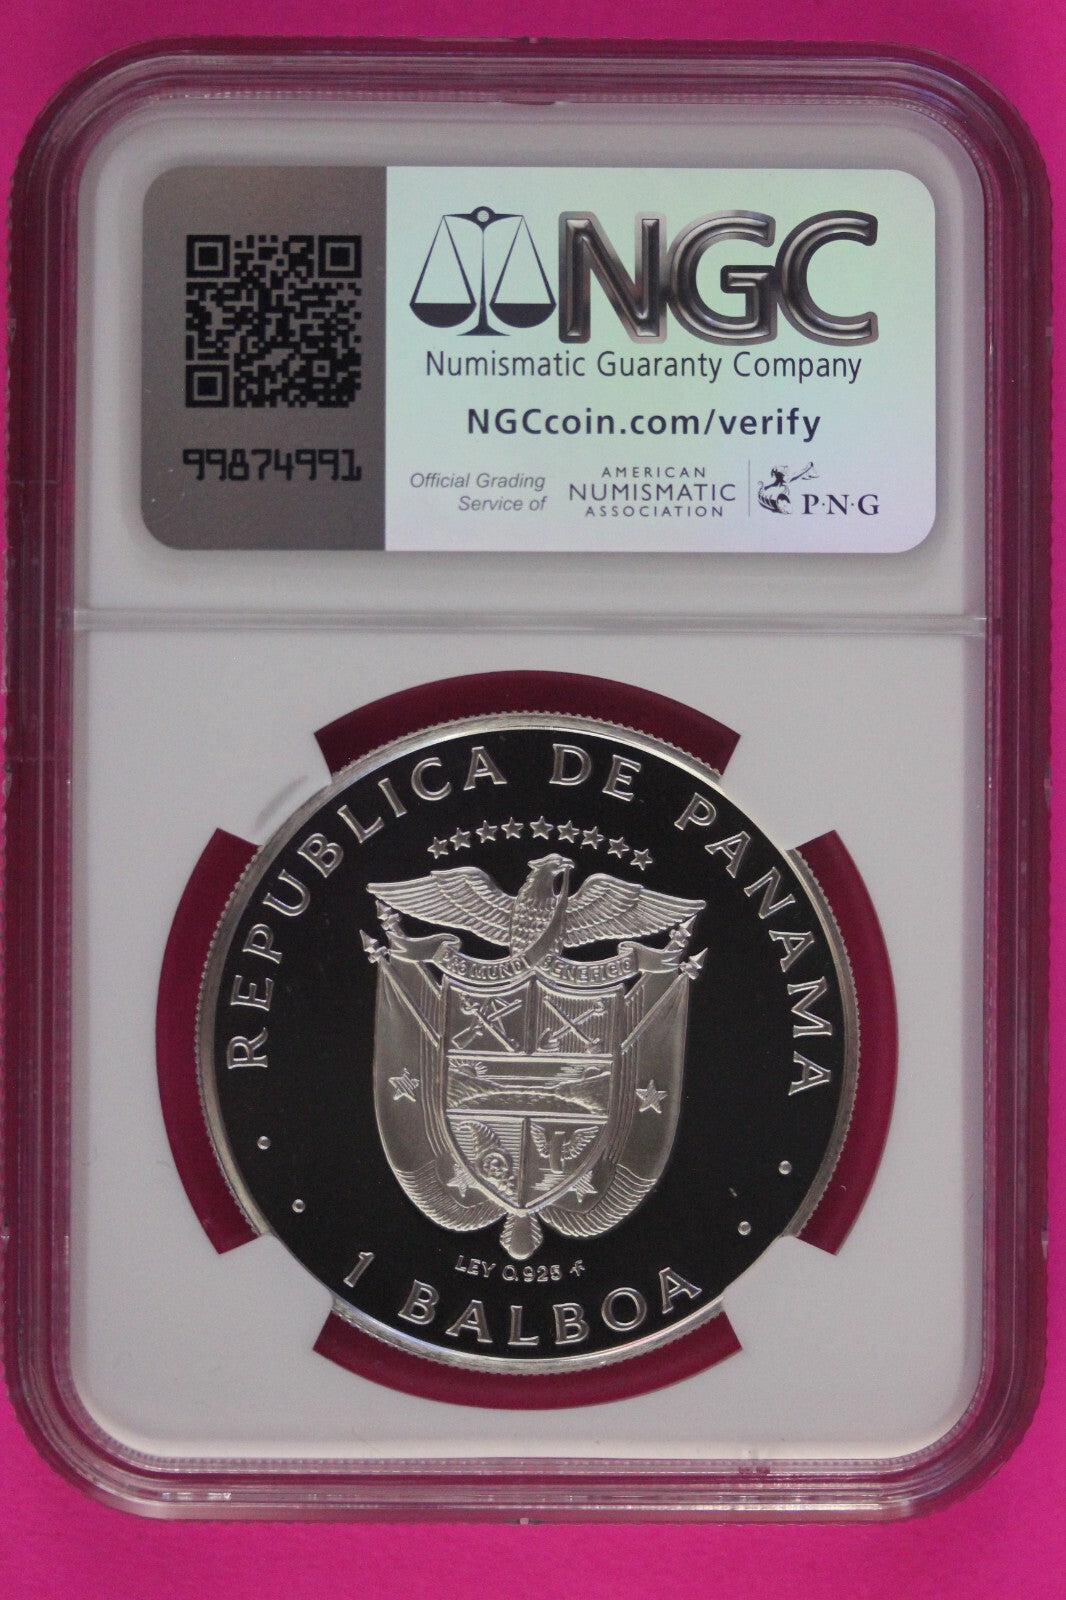 NGC
Numismatic Guaranty Company
NGCcoin.com/verify
99874991
Official Grading
Service of
AMERICAN
NUMISMATIC
ASSOCIATION
P·N·G
REPUBLICA DE PANAMA
PRO MUNDI BENEFICIO
LEY 0.925
1 BALBOA